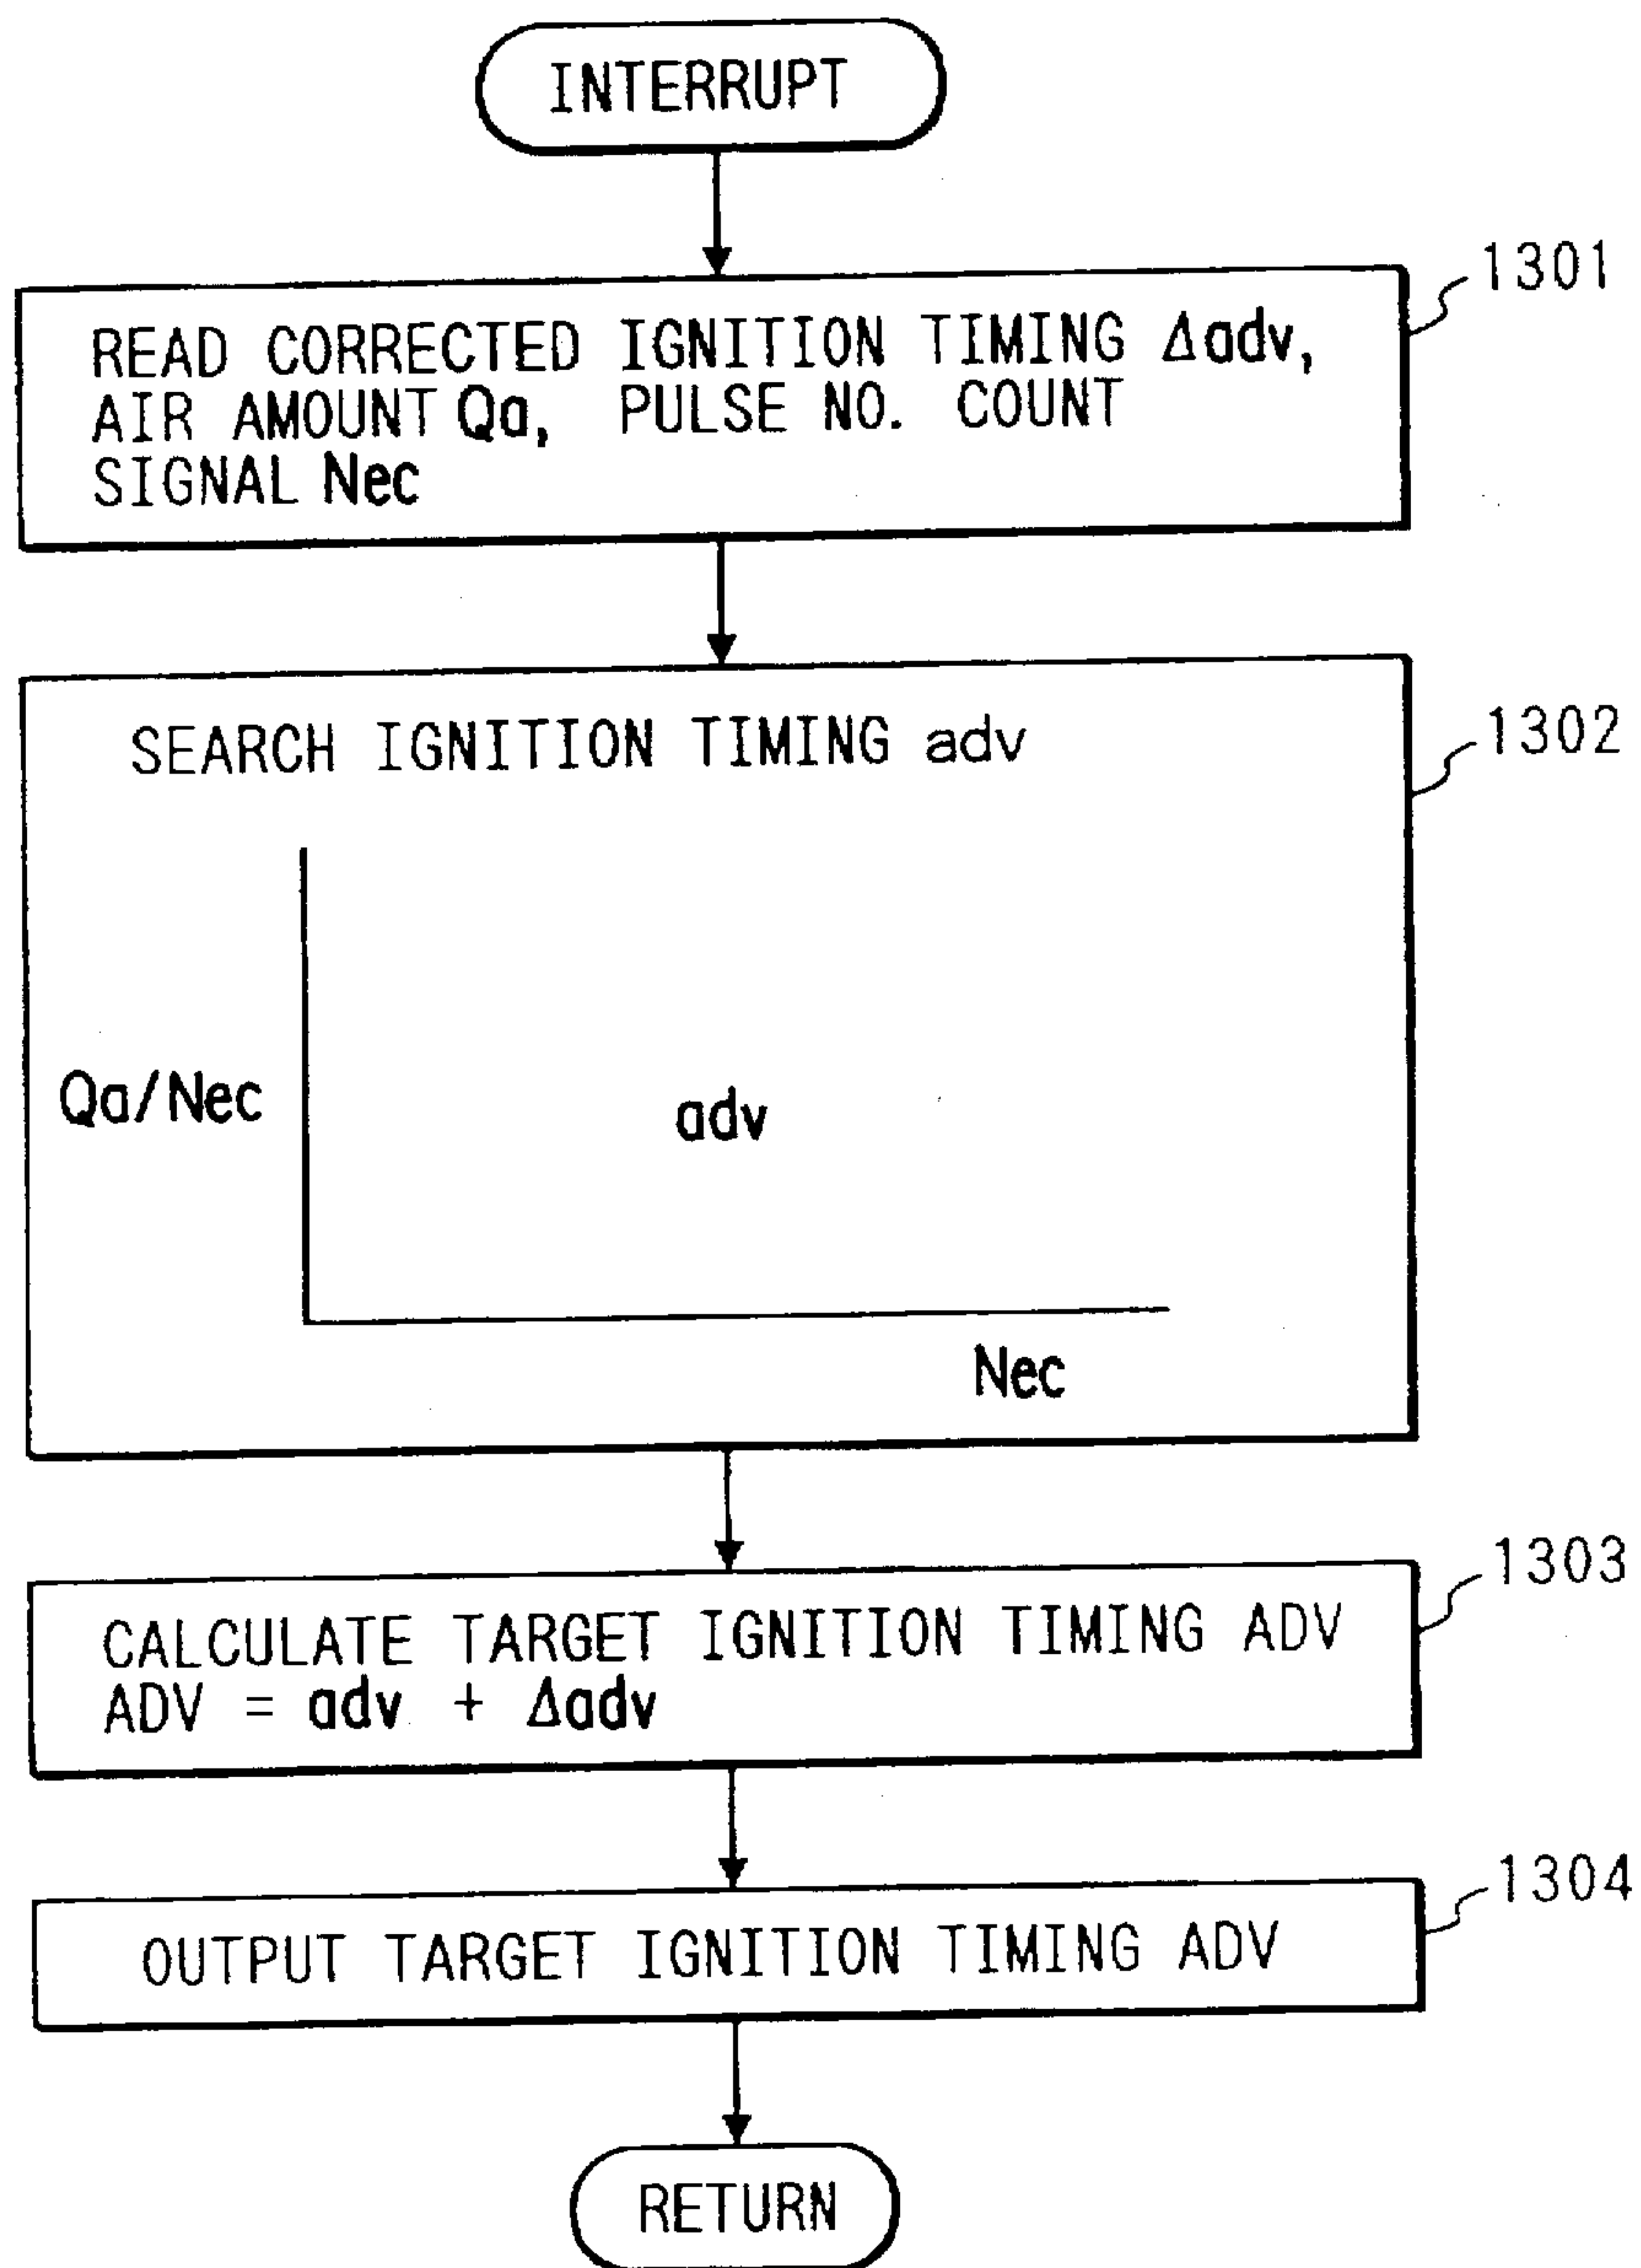 INTERRUPT
1301
READ CORRECTED IGNITION TIMING Δadv,
AIR AMOUNT Qa, PULSE NO. COUNT
SIGNAL Nec
1302
SEARCH IGNITION TIMING adv
Qa/Nec
adv
Nec
1303
CALCULATE TARGET IGNITION TIMING ADV
ADV = adv + Δadv
1304
OUTPUT TARGET IGNITION TIMING ADV
RETURN